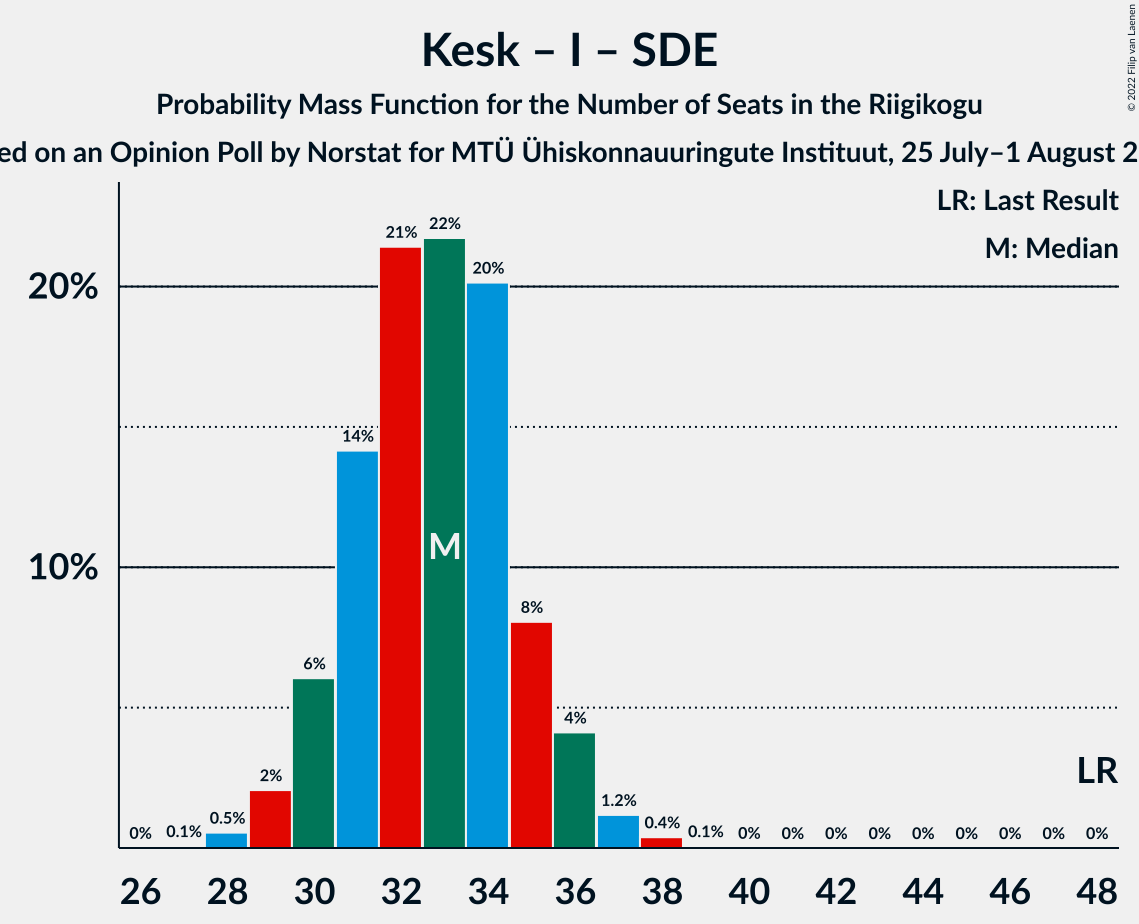 Kesk – I – SDE
Probability Mass Function for the Number of Seats in the Riigikogu
ed on an Opinion Poll by Norstat for MTÜ Ühiskonnauuringute Instituut, 25 July–1 August 2
© 2022 Filip van Laenen
LR: Last Result
M: Median
20%
10%
0%
0.1%
0.5%
2%
6%
14%
21%
22%
20%
8%
4%
1.2%
0.4%
0.1%
0%
0%
0%
0%
0%
0%
0%
0%
0%
M
LR
26 28 30 32 34 36 38 40 42 44 46 48